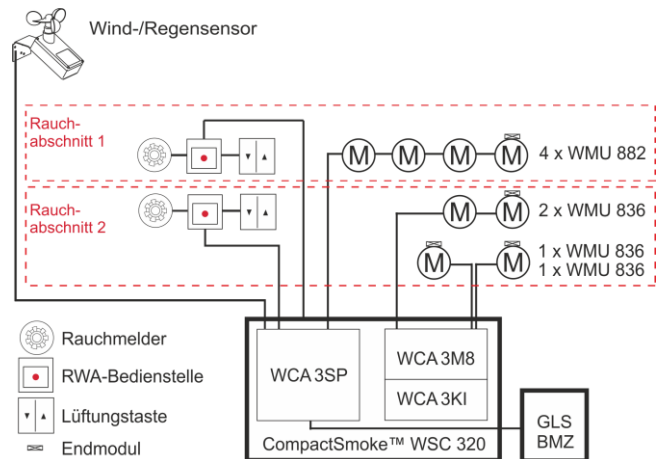 Wind-/Regensensor
Rauch-
abschnitt 1
M M M M 4 x WMU 882
Rauch-
abschnitt 2
M M 2 x WMU 836
M M 1 x WMU 836
1 x WMU 836
Rauchmelder
RWA-Bedienstelle
Lüftungstaste
Endmodul
WCA 3SP
WCA 3M8
WCA 3KI
CompactSmoke™ WSC 320
GLS
BMZ